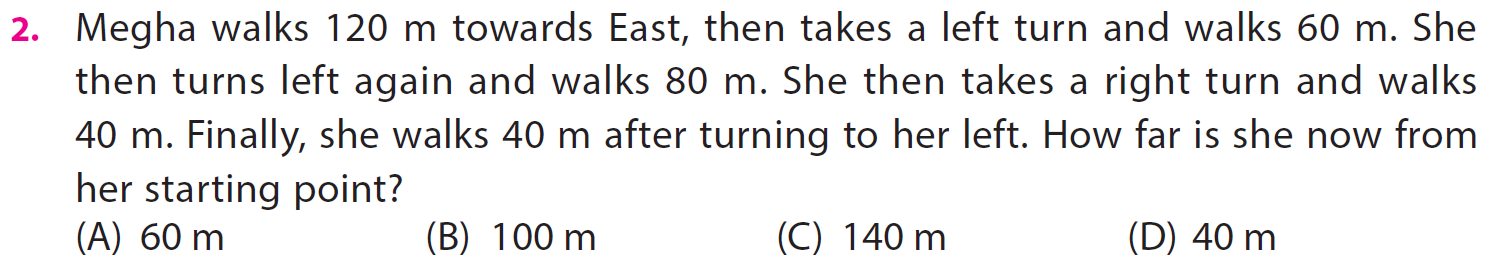 2. Megha walks 120 m towards East, then takes a left turn and walks 60 m. She
then turns left again and walks 80 m. She then takes a right turn and walks
40 m. Finally, she walks 40 m after turning to her left. How far is she now from
her starting point?
(A) 60 m (B) 100 m (C) 140 m (D) 40 m